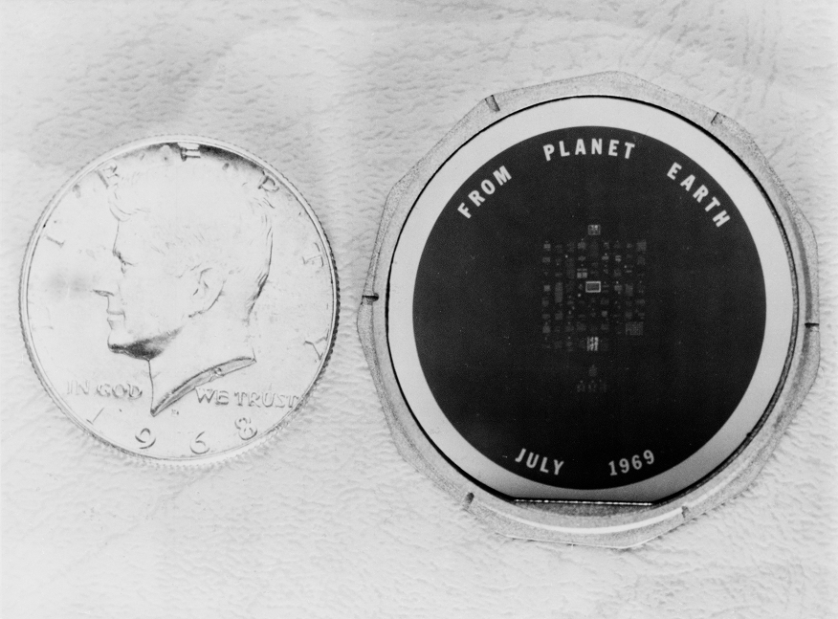 LIBERTY
IN GOD WE TRUST
1968
FROM PLANET EARTH
JULY 1969